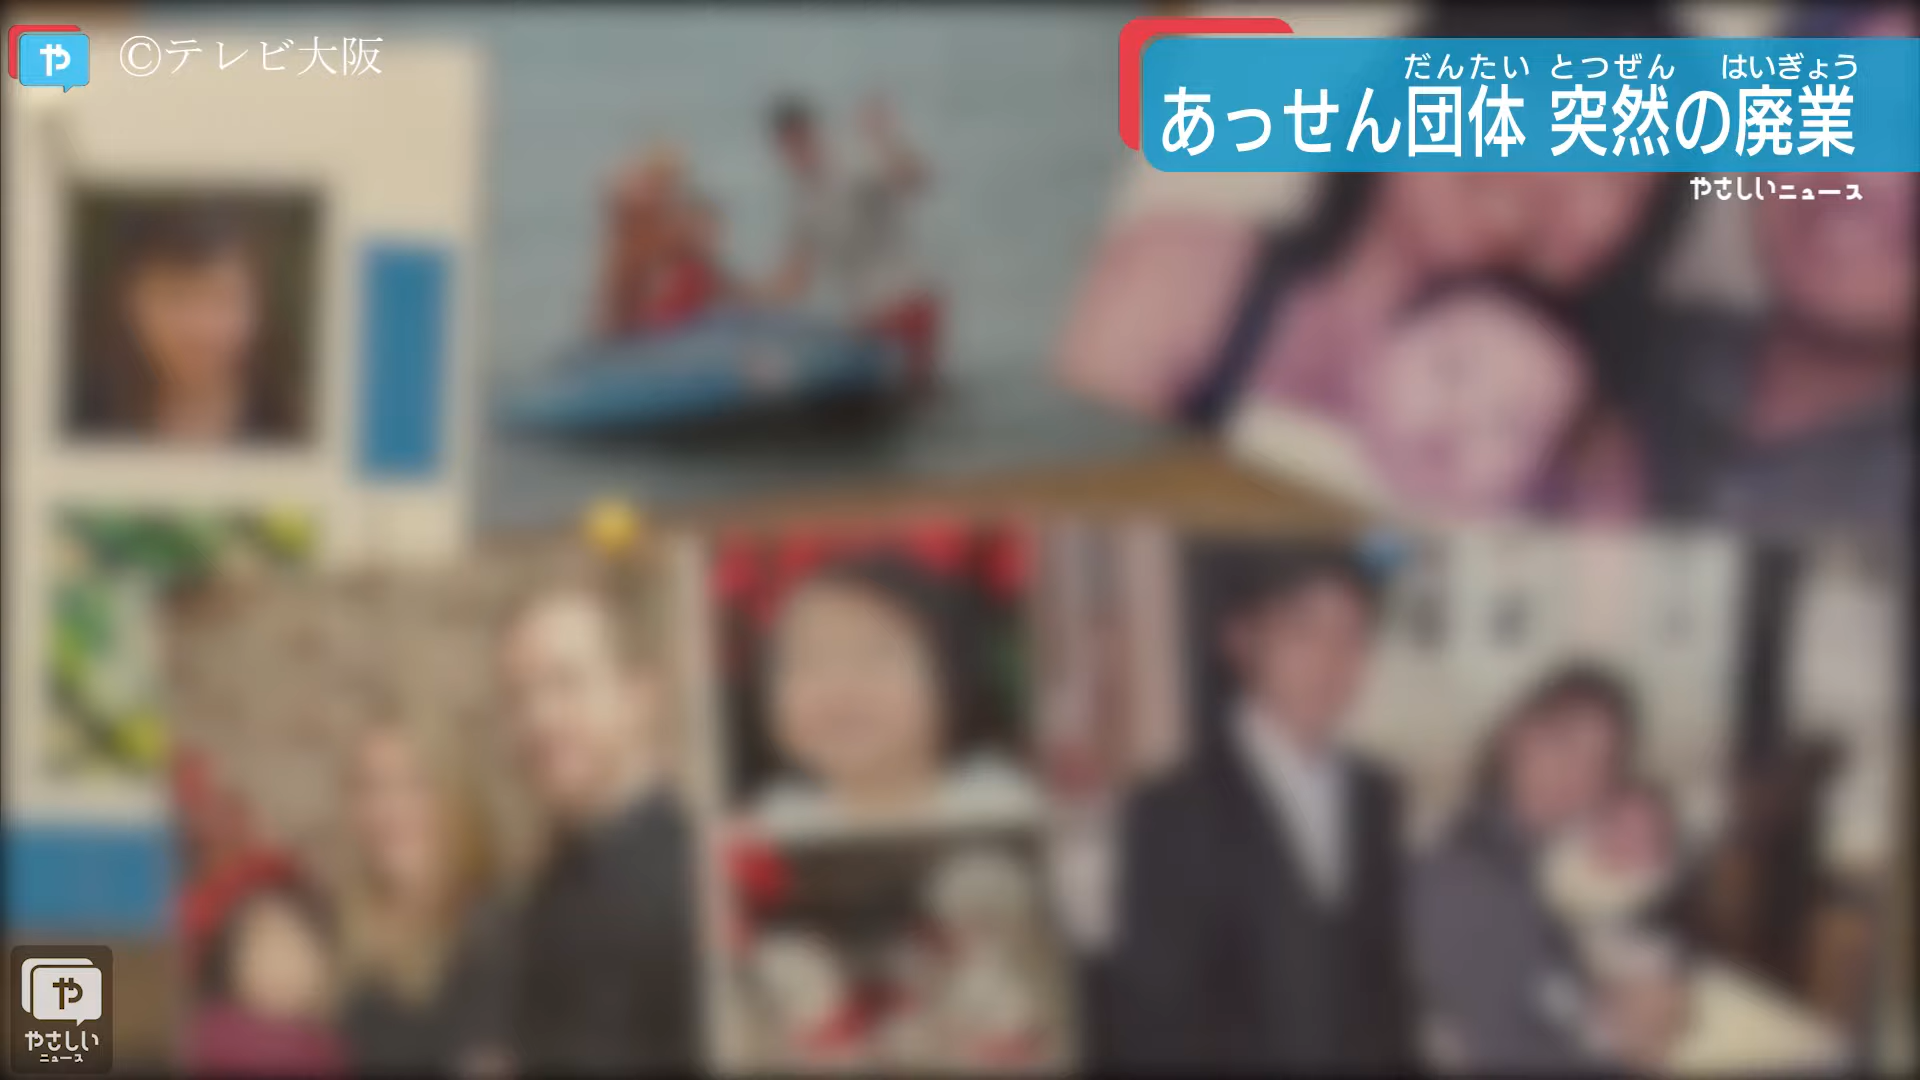 や
©テレビ大阪
だんたい とつぜん はいぎょう
あっせん団体 突然の廃業
やさしいニュース
や
やさしい
ニュース